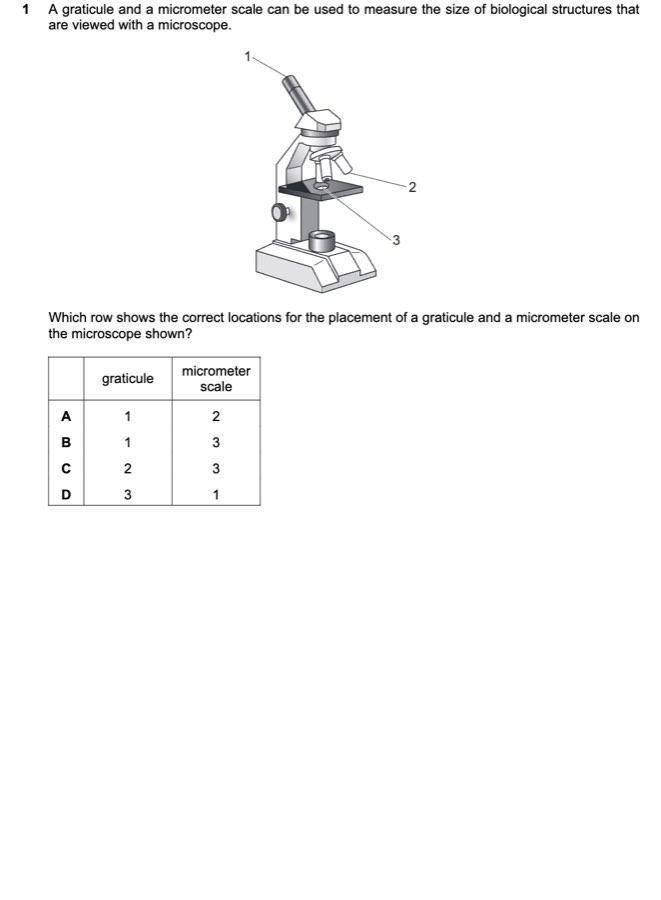 1 A graticule and a micrometer scale can be used to measure the size of biological structures that
are viewed with a microscope.
1
2
3
Which row shows the correct locations for the placement of a graticule and a micrometer scale on
the microscope shown?
graticule micrometer
scale
A 1 2
B 1 3
C 2 3
D 3 1